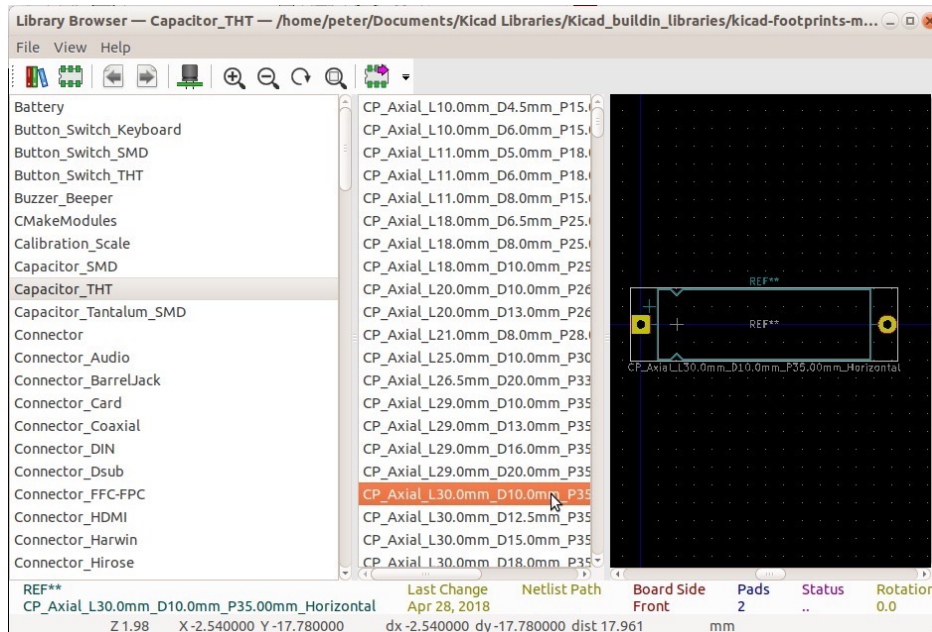 Library Browser — Capacitor_THT — /home/peter/Documents/Kicad Libraries/Kicad_buildin_libraries/kicad-footprints-m...
File View Help
Battery
Button_Switch_Keyboard
Button_Switch_SMD
Button_Switch_THT
Buzzer_Beeper
CMakeModules
Calibration_Scale
Capacitor_SMD
Capacitor_THT
Capacitor_Tantalum_SMD
Connector
Connector_Audio
Connector_BarrelJack
Connector_Card
Connector_Coaxial
Connector_DIN
Connector_Dsub
Connector_FFC-FPC
Connector_HDMI
Connector_Harwin
Connector_Hirose
CP_Axial_L10.0mm_D4.5mm_P15.
CP_Axial_L10.0mm_D6.0mm_P15.
CP_Axial_L11.0mm_D5.0mm_P18.
CP_Axial_L11.0mm_D6.0mm_P18.
CP_Axial_L11.0mm_D8.0mm_P15.
CP_Axial_L18.0mm_D6.5mm_P25.
CP_Axial_L18.0mm_D8.0mm_P25.
CP_Axial_L18.0mm_D10.0mm_P25
CP_Axial_L20.0mm_D10.0mm_P26
CP_Axial_L20.0mm_D13.0mm_P26
CP_Axial_L21.0mm_D8.0mm_P28.
CP_Axial_L25.0mm_D10.0mm_P30
CP_Axial_L26.5mm_D20.0mm_P33
CP_Axial_L29.0mm_D10.0mm_P35
CP_Axial_L29.0mm_D13.0mm_P35
CP_Axial_L29.0mm_D16.0mm_P35
CP_Axial_L29.0mm_D20.0mm_P35
CP_Axial_L30.0mm_D10.0mm_P35
CP_Axial_L30.0mm_D12.5mm_P35
CP_Axial_L30.0mm_D15.0mm_P35
CP_Axial_L30.0mm_D18.0mm_P35
REF**
REF**
CP_Axial_L30.0mm_D10.0mm_P35.00mm_Horizontal
REF** Last Change Netlist Path Board Side Pads Status Rotation
CP_Axial_L30.0mm_D10.0mm_P35.00mm_Horizontal Apr 28, 2018 Front 2 .. 0.0
Z 1.98 X -2.540000 Y -17.780000 dx -2.540000 dy -17.780000 dist 17.961 mm